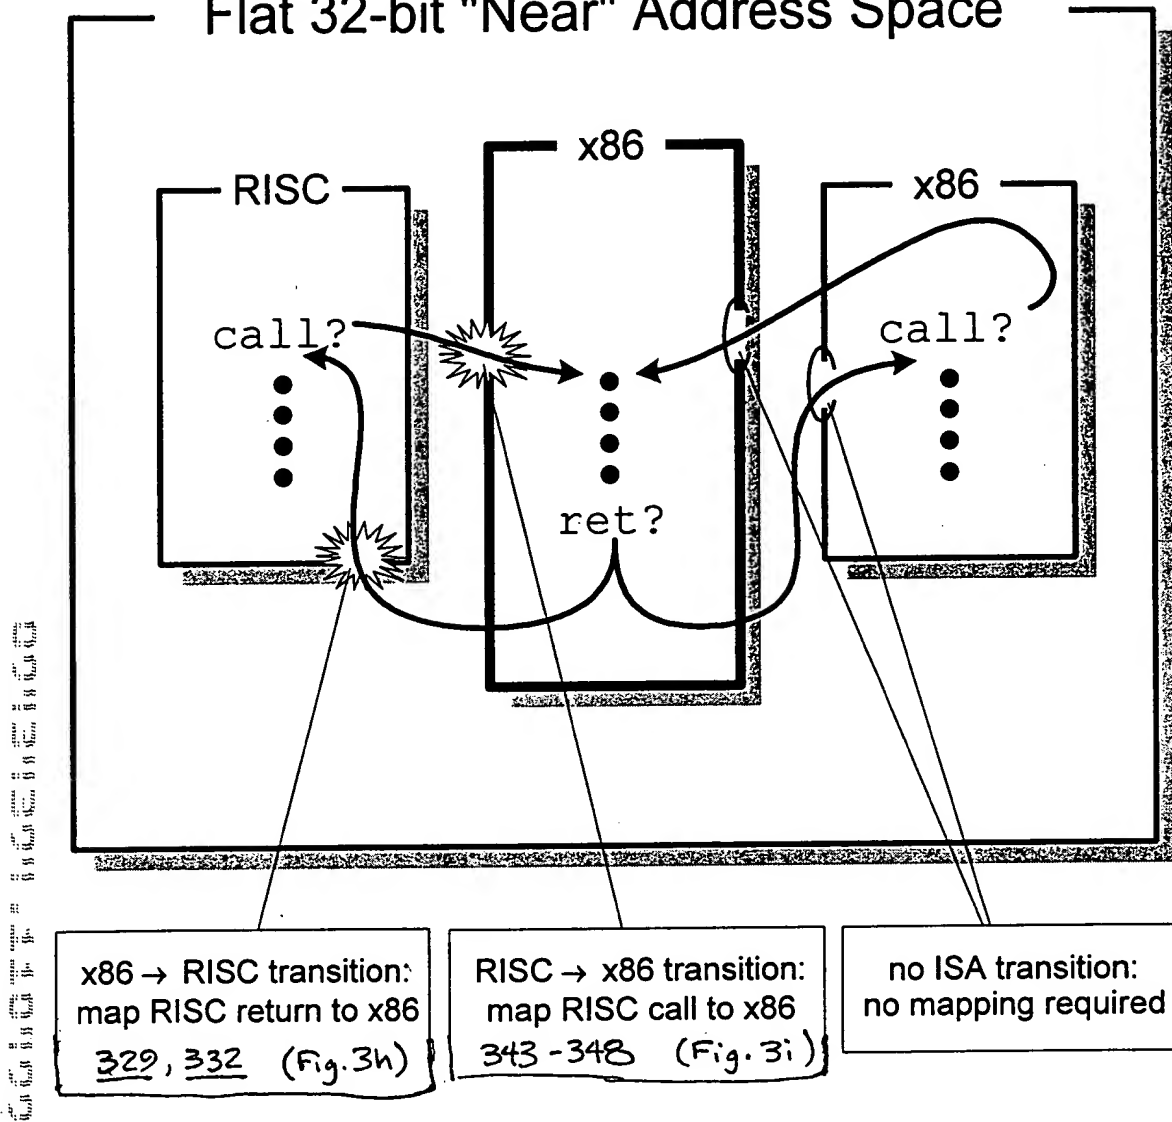 Flat 32-bit "Near" Address Space
x86
RISC
x86
call?
call?
ret?
x86 → RISC transition:
map RISC return to x86
329, 332 (Fig. 3h)
RISC → x86 transition:
map RISC call to x86
343-348 (Fig. 3i)
no ISA transition:
no mapping required